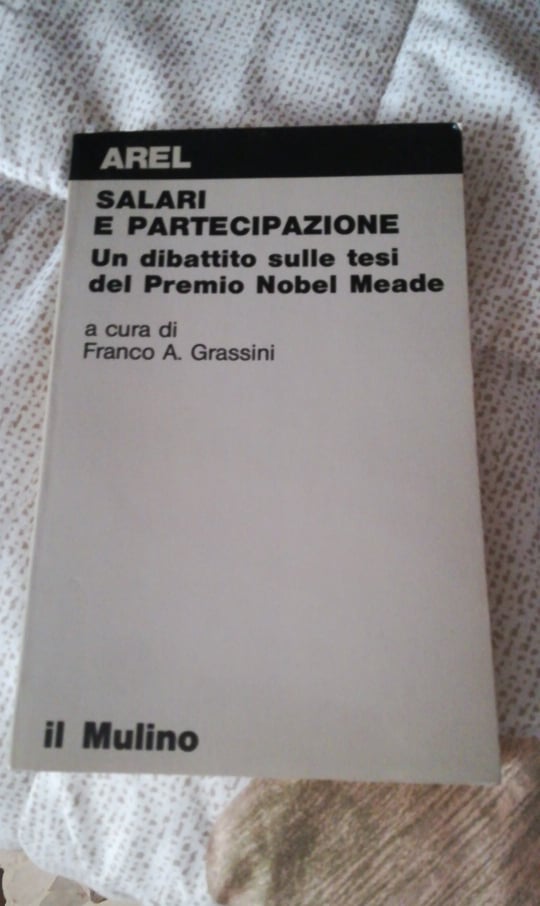 AREL
SALARI
E PARTECIPAZIONE
Un dibattito sulle tesi
del Premio Nobel Meade
a cura di
Franco A. Grassini
il Mulino